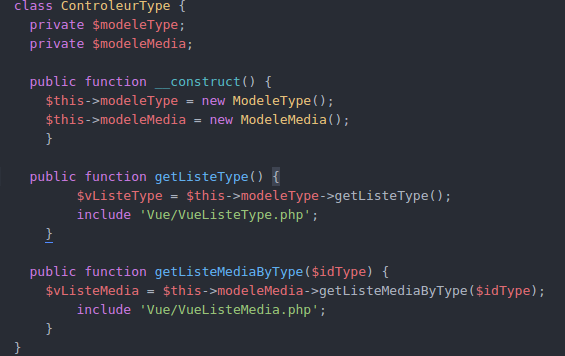 class ControleurType {
private $modeleType;
private $modeleMedia;
public function __construct() {
$this->modeleType = new ModeleType();
$this->modeleMedia = new ModeleMedia();
}
public function getListeType() {
$vListeType = $this->modeleType->getListeType();
include 'Vue/VueListeType.php';
}
public function getListeMediaByType($idType) {
$vListeMedia = $this->modeleMedia->getListeMediaByType($idType);
include 'Vue/VueListeMedia.php';
}
}